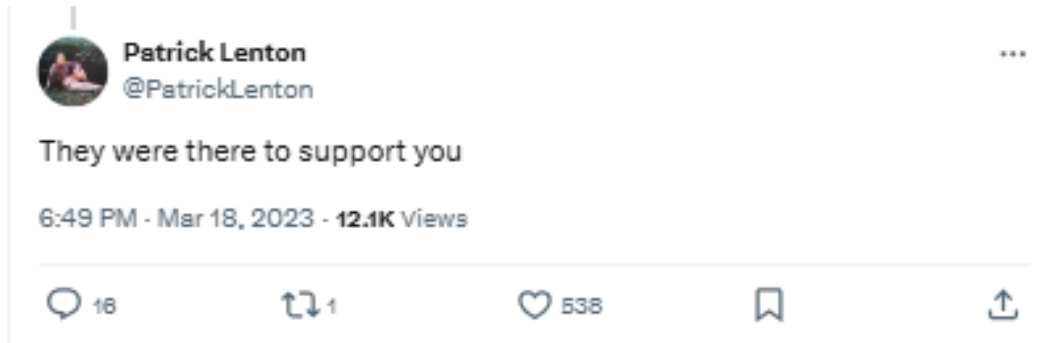 Patrick Lenton
@PatrickLenton
They were there to support you
6:49 PM · Mar 18, 2023 · 12.1K Views
16 1 538